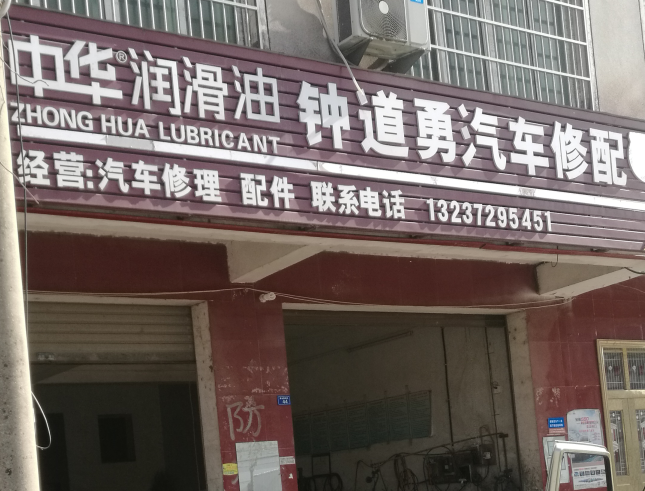 中华®润滑油 钟道勇汽车修配
ZHONG HUA LUBRICANT
经营:汽车修理 配件 联系电话 13237295451
防